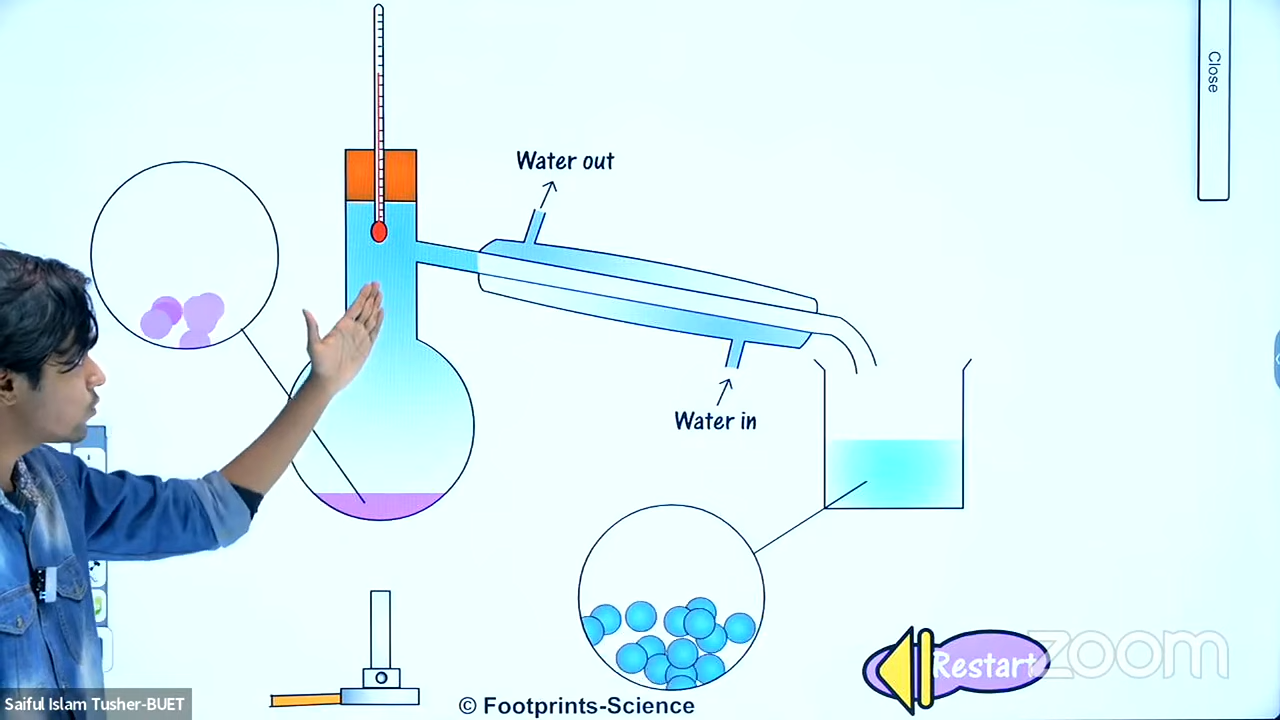 Close
Water out
Water in
Restart
zoom
© Footprints-Science
Saiful Islam Tusher-BUET